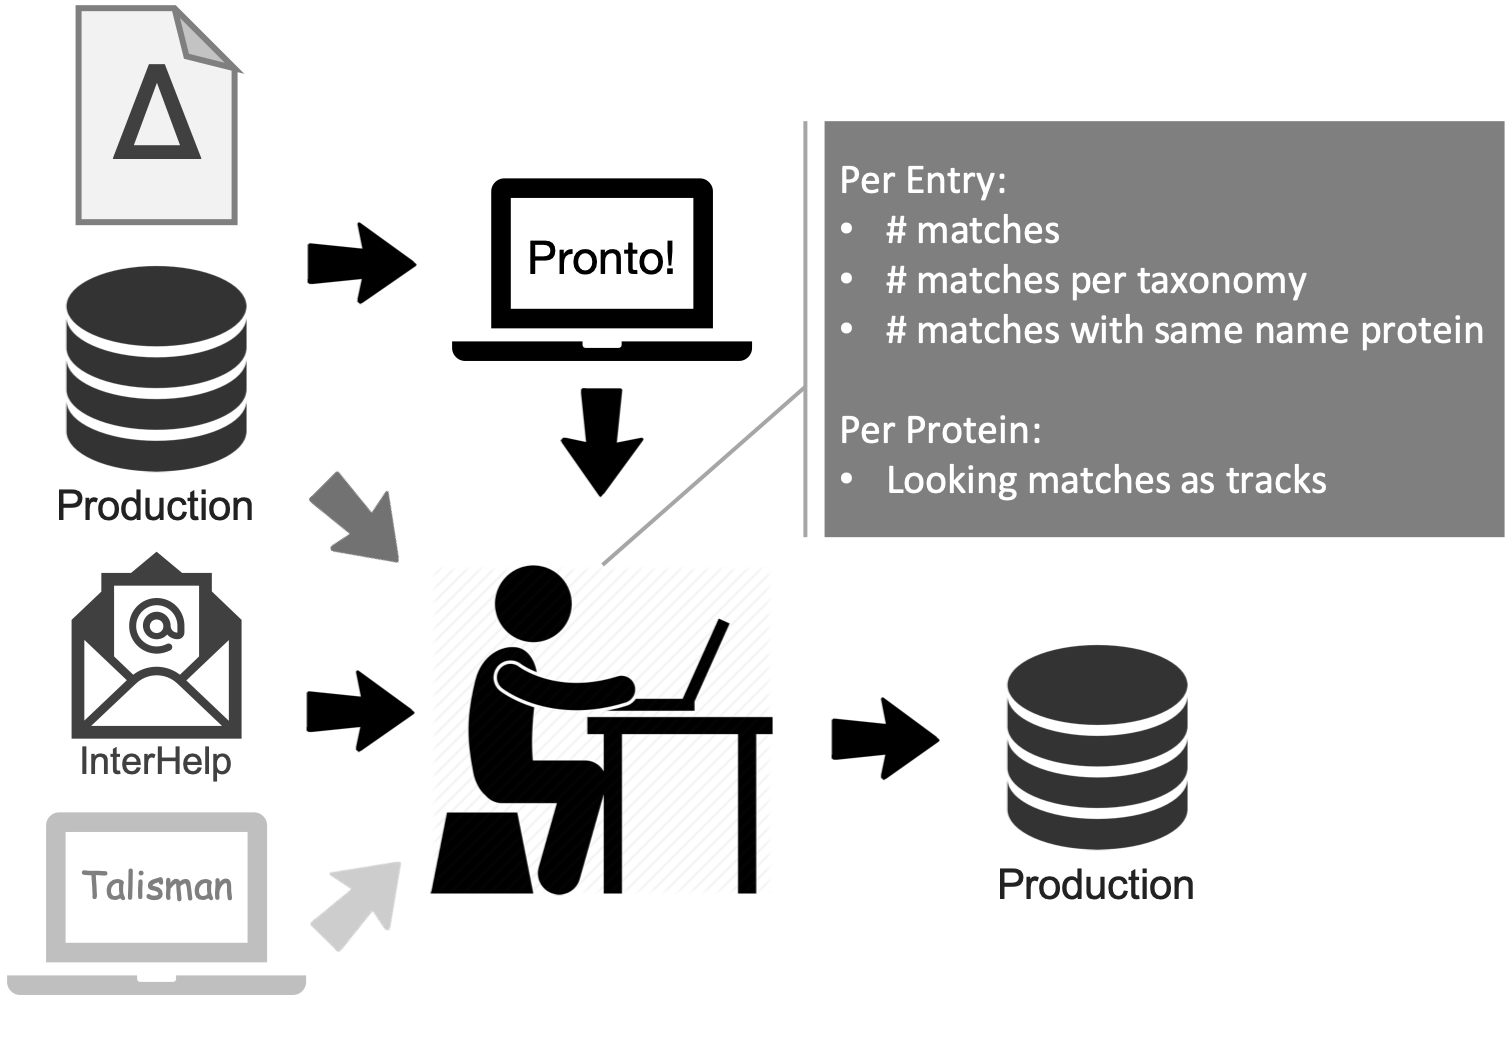 Δ
Pronto!
Per Entry:
• # matches
• # matches per taxonomy
• # matches with same name protein
Per Protein:
• Looking matches as tracks
Production
@
InterHelp
Talisman
Production